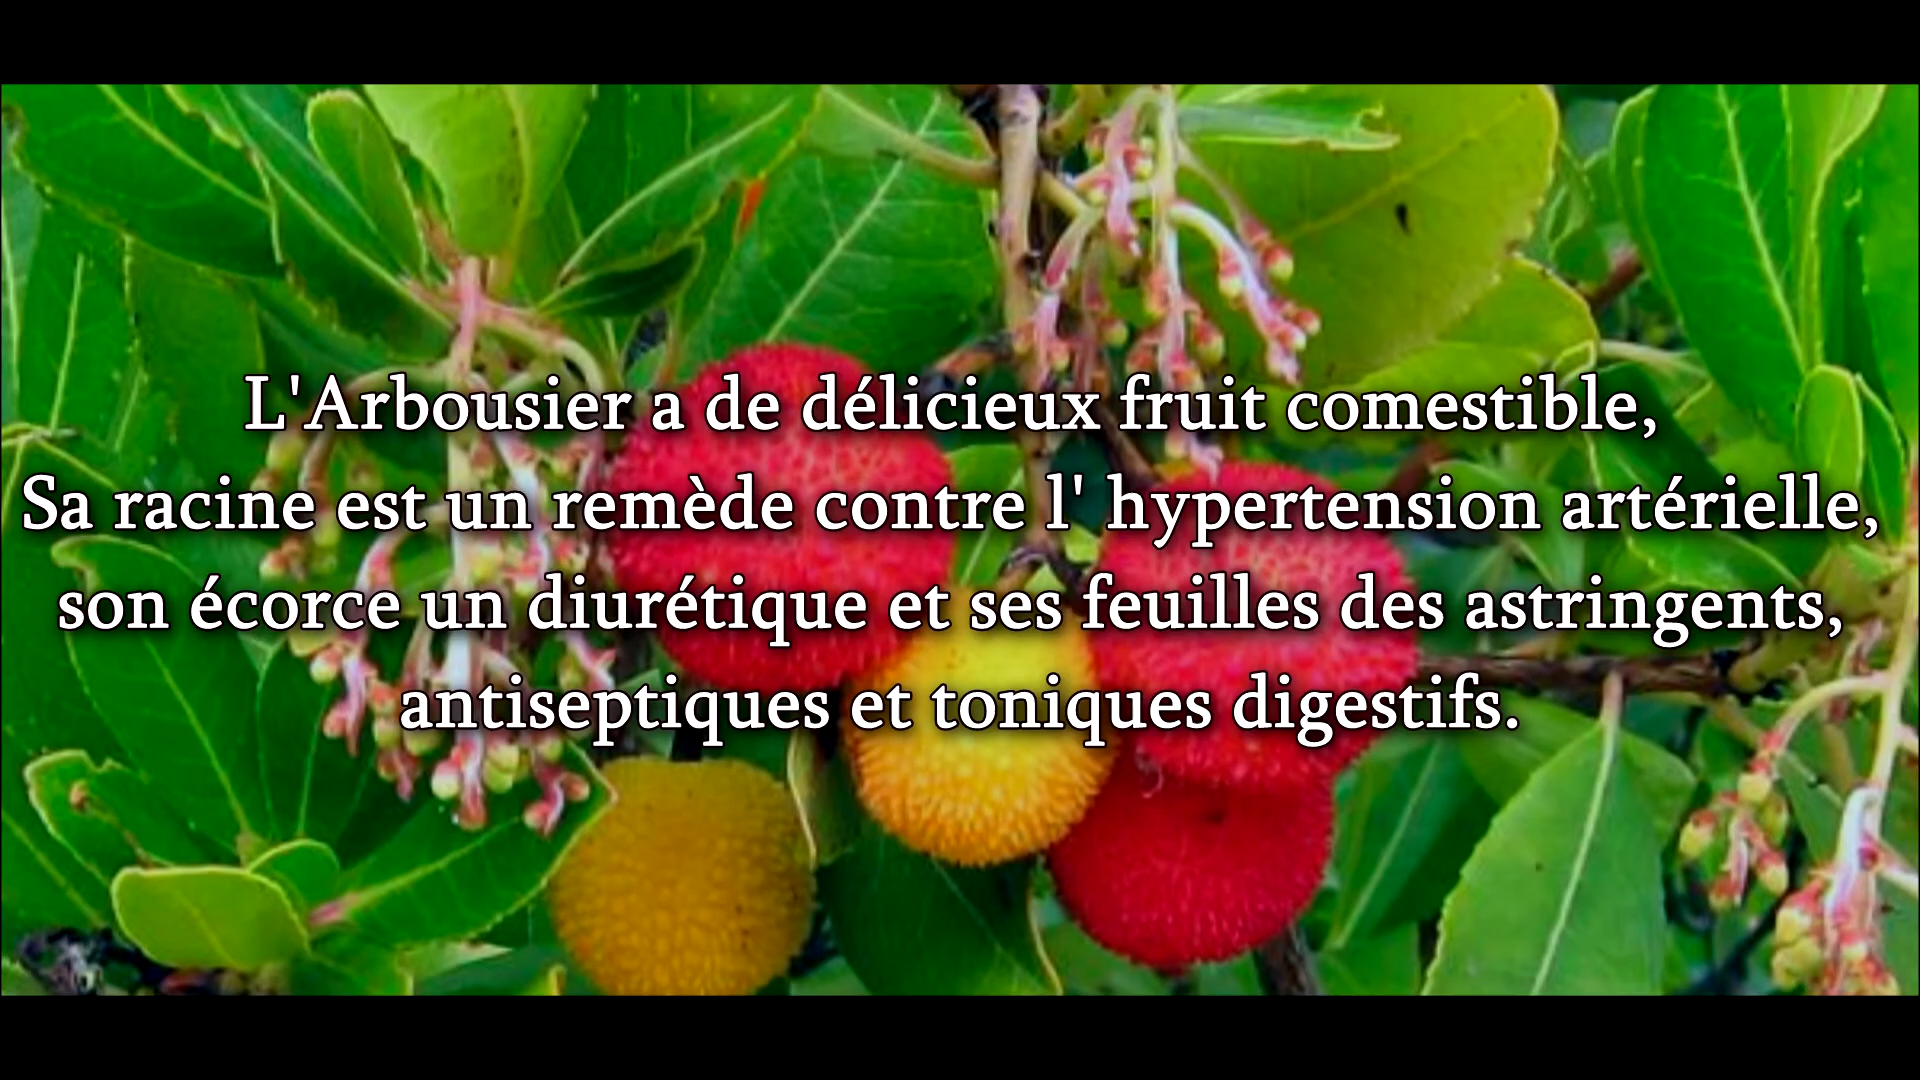 L'Arbousier a de délicieux fruit comestible,
Sa racine est un remède contre l' hypertension artérielle,
son écorce un diurétique et ses feuilles des astringents,
antiseptiques et toniques digestifs.